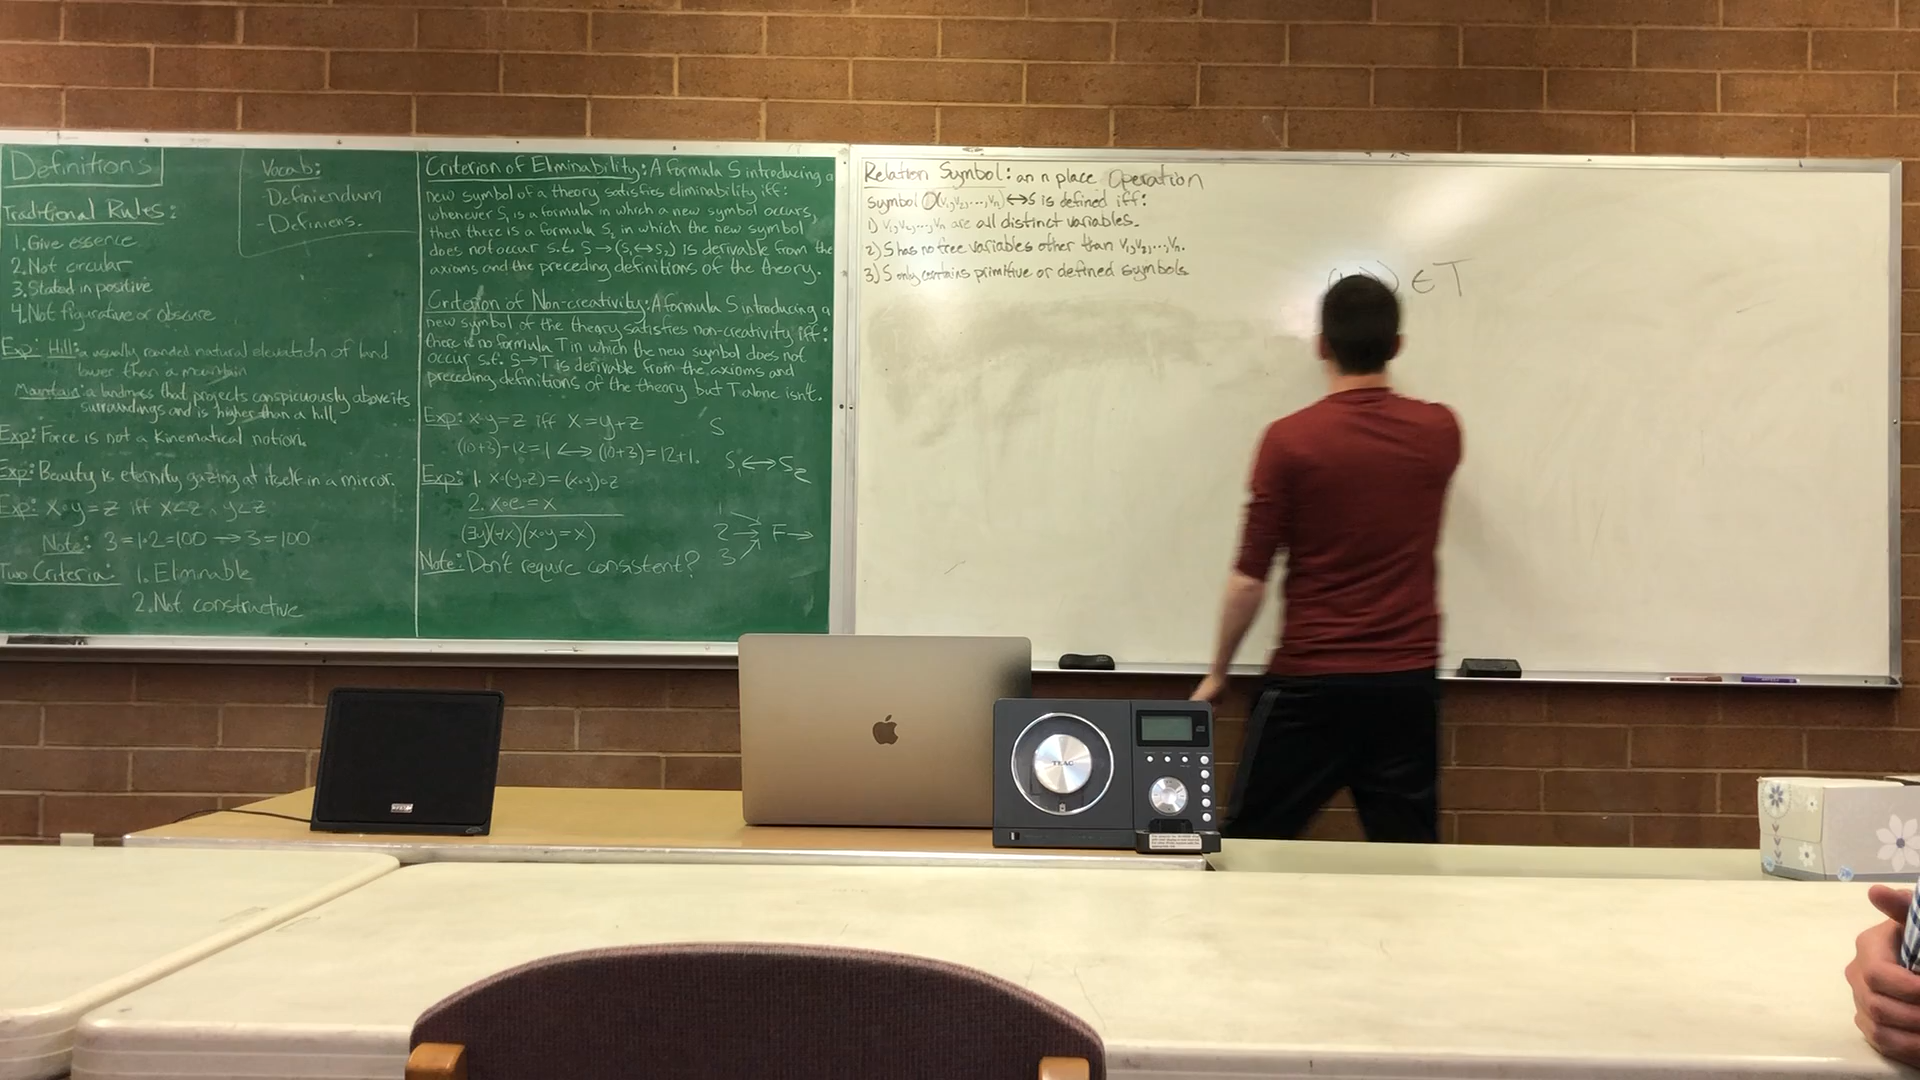 Definitions
Vocab:
-Definiendum
-Definiens.
Traditional Rules:
1. Give essence
2. Not circular
3. Stated in positive
4. Not figurative or obscure
Exp: Hill: a usually rounded natural elevation of land
lower than a mountain
Mountain: a landmass that projects conspicuously above its
surroundings and is higher than a hill.
Exp: Force is not a kinematical notion.
Exp: Beauty is eternity gazing at itself in a mirror.
Exp: X∘y=Z iff X<Z ∧ y<Z
Note: 3=1∘2=100 → 3=100
Two Criteria: 1. Eliminable
2. Not constructive
Criterion of Elminability: A formula S introducing a
new symbol of a theory satisfies eliminability iff:
whenever S₁ is a formula in which a new symbol occurs,
then there is a formula S₂ in which the new symbol
does not occur s.t. S → (S₁ ↔ S₂) is derivable from the
axioms and the preceding definitions of the theory.
Criterion of Non-creativity: A formula S introducing a
new symbol of the theory satisfies non-creativity iff:
there is no formula T in which the new symbol does not
occur s.t. S→T is derivable from the axioms and
preceding definitions of the theory but T alone isn't.
Exp: x-y=z iff X=y+z
(10+3)-12=1 ↔ (10+3)=12+1.
Exp: 1. x∘(y∘z)=(x∘y)∘z
2. x∘e=x
(∃y)(∀x)(x∘y=x)
Note: Don't require consistent?
S
S₁ ↔ S₂
1
2 → F →
3
Relation Symbol: an n place Operation
symbol O(v₁,v₂,...,vₙ) ↔ S is defined iff:
1) v₁,v₂,...,vₙ are all distinct variables.
2) S has no free variables other than v₁,v₂,...,vₙ.
3) S only contains primitive or defined symbols
) ∈ T
TEAC